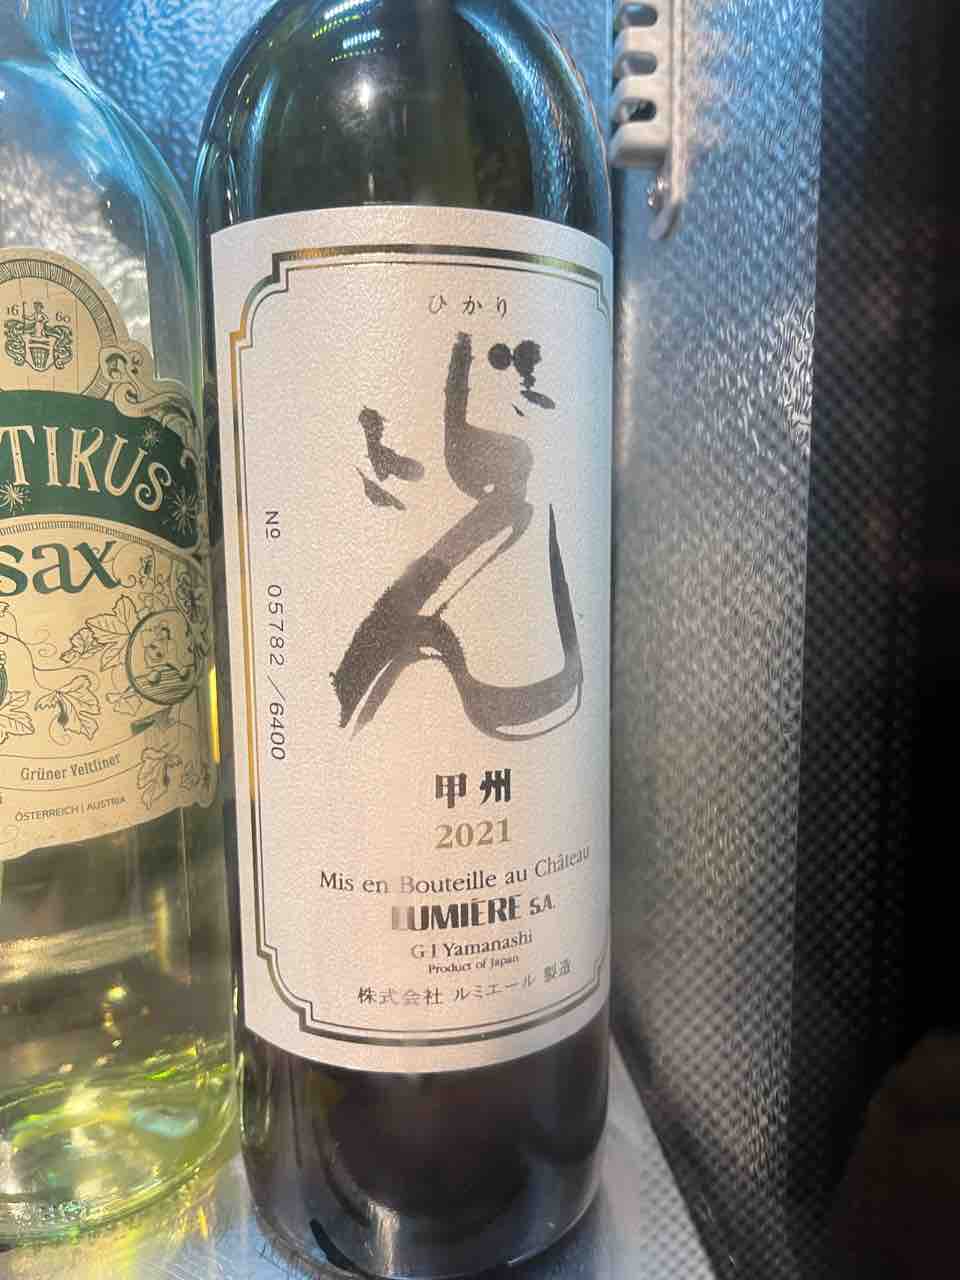 16 60
TIKUS
sax
Grüner Veltliner
ÖSTERREICH | AUSTRIA
ひかり
光
No 05782 /6400
甲州
2021
Mis en Bouteille au Château
LUMIÈRE S.A.
G I Yamanashi
Product of Japan
株式会社 ルミエール 製造